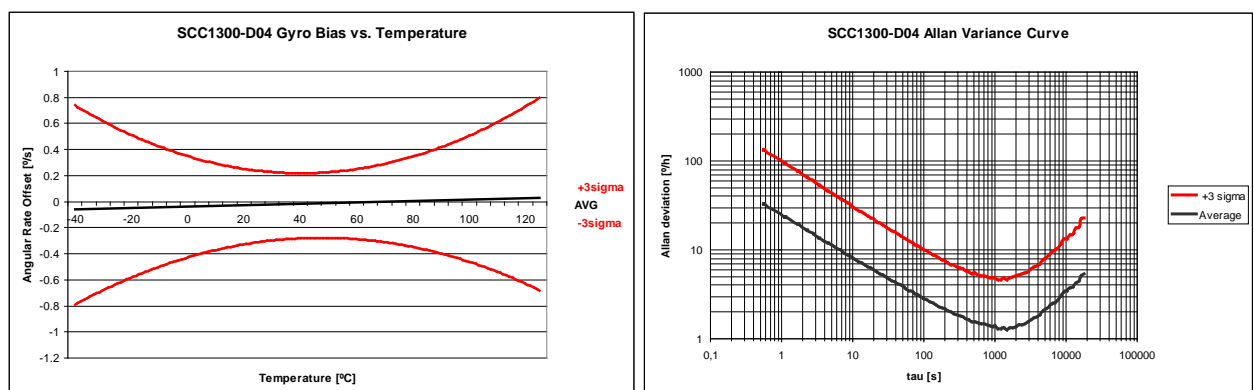 SCC1300-D04 Gyro Bias vs. Temperature
Angular Rate Offset [º/s]
1
0.8
0.6
0.4
0.2
0
-0.2
-0.4
-0.6
-0.8
-1
-1.2
-40 -20 0 20 40 60 80 100 120
Temperature [ºC]
+3sigma
AVG
-3sigma
SCC1300-D04 Allan Variance Curve
Allan deviation [º/h]
1000
100
10
1
0,1 1 10 100 1000 10000 100000
tau [s]
+3 sigma
Average